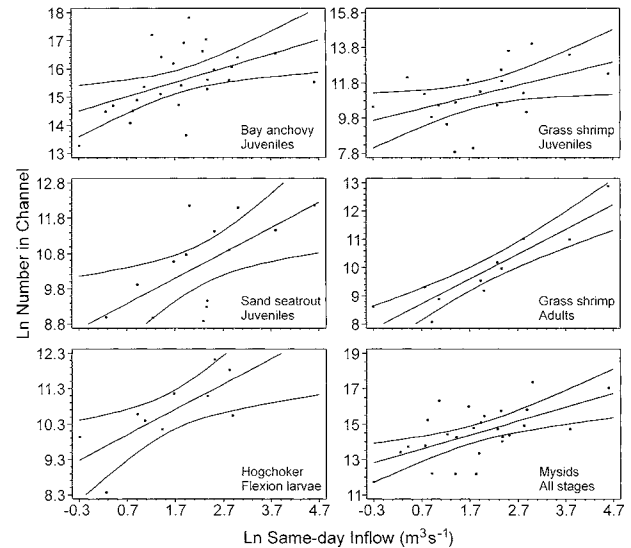 18
17
16
15
14
13
Bay anchovy
Juveniles
15.8
13.8
11.8
9.8
7.8
Grass shrimp
Juveniles
12.8
11.8
10.8
9.8
8.8
Sand seatrout
Juveniles
13
12
11
10
9
8
Grass shrimp
Adults
12.3
11.3
10.3
9.3
8.3
Hogchoker
Flexion larvae
19
17
15
13
11
Mysids
All stages
-0.3 0.7 1.7 2.7 3.7 4.7
-0.3 0.7 1.7 2.7 3.7 4.7
Ln Number in Channel
Ln Same-day Inflow (m³s⁻¹)